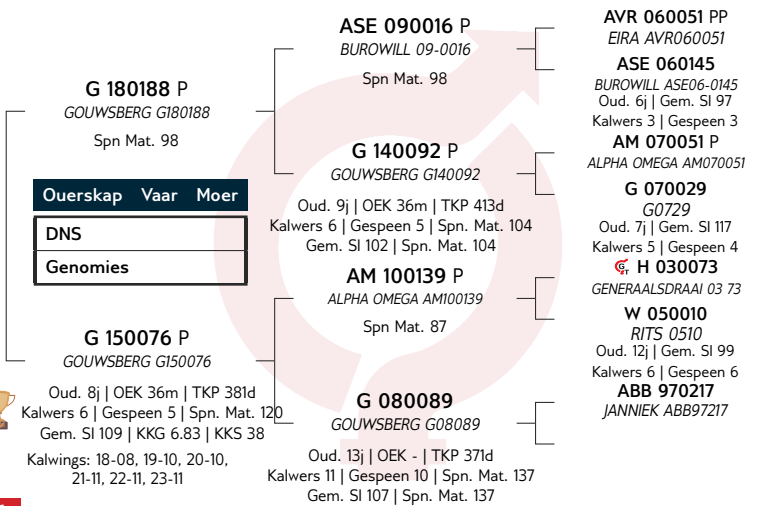 G 180188 P
GOUWSBERG G180188
Spn Mat. 98
Ouerskap Vaar Moer
DNS
Genomies
G 150076 P
GOUWSBERG G150076
Oud. 8j | OEK 36m | TKP 381d
Kalwers 6 | Gespeen 5 | Spn. Mat. 120
Gem. SI 109 | KKG 6.83 | KKS 38
Kalwings: 18-08, 19-10, 20-10,
21-11, 22-11, 23-11
ASE 090016 P
BUROWILL 09-0016
Spn Mat. 98
G 140092 P
GOUWSBERG G140092
Oud. 9j | OEK 36m | TKP 413d
Kalwers 6 | Gespeen 5 | Spn. Mat. 104
Gem. SI 102 | Spn. Mat. 104
AM 100139 P
ALPHA OMEGA AM100139
Spn Mat. 87
G 080089
GOUWSBERG G08089
Oud. 13j | OEK - | TKP 371d
Kalwers 11 | Gespeen 10 | Spn. Mat. 137
Gem. SI 107 | Spn. Mat. 137
AVR 060051 PP
EIRA AVR060051
ASE 060145
BUROWILL ASE06-0145
Oud. 6j | Gem. SI 97
Kalwers 3 | Gespeen 3
AM 070051 P
ALPHA OMEGA AM070051
G 070029
G0729
Oud. 7j | Gem. SI 117
Kalwers 5 | Gespeen 4
H 030073
GENERAALSDRAAI 03 73
W 050010
RITS 0510
Oud. 12j | Gem. SI 99
Kalwers 6 | Gespeen 6
ABB 970217
JANNIEK ABB97217